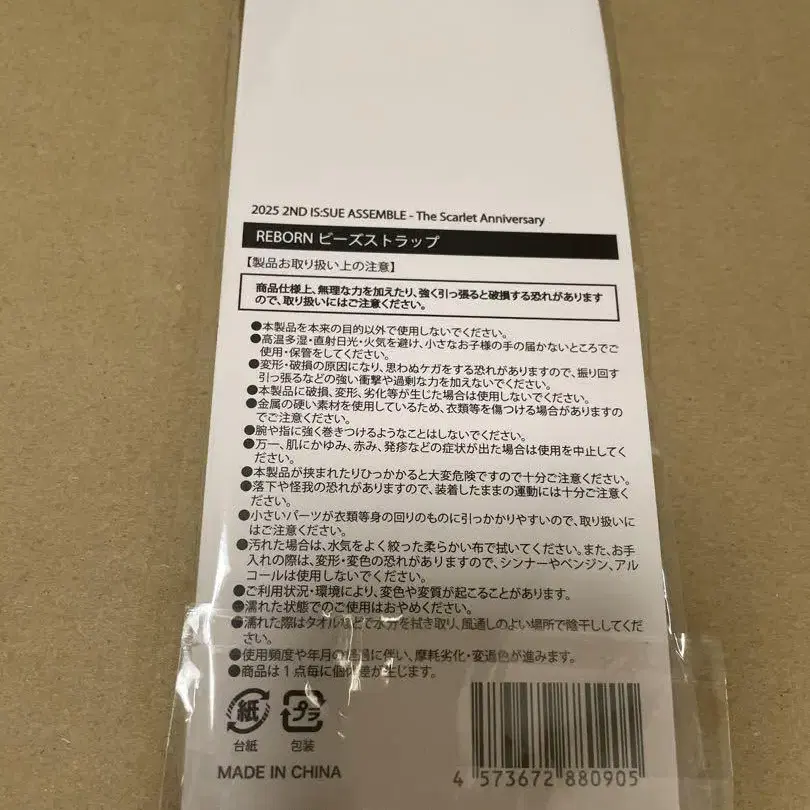 2025 2ND IS:SUE ASSEMBLE - The Scarlet Anniversary
REBORN ビーズストラップ
【製品お取り扱い上の注意】
商品仕様上、無理な力を加えたり、強く引っ張ると破損する恐れがあります
ので、取り扱いにはご注意ください。
●本製品を本来の目的以外で使用しないでください。
●高温多湿・直射日光・火気を避け、小さなお子様の手の届かないところでご
使用・保管をしてください。
●変形・破損の原因になり、思わぬケガをする恐れがありますので、振り回す
引っ張るなどの強い衝撃や過剰な力を加えないでください。
●本製品に破損、変形、劣化等が生じた場合は使用しないでください。
●金属の硬い素材を使用しているため、衣類等を傷つける場合がありますの
でご注意ください。
●腕や指に強く巻きつけるようなことはしないでください。
●万一、肌にかゆみ、赤み、発疹などの症状が出た場合は使用を中止してく
ださい。
●本製品が挟まれたりひっかかると大変危険ですので十分ご注意ください。
●落下や怪我の恐れがありますので、装着したままの運動には十分ご注意く
ださい。
●小さいパーツが衣類等身の回りのものに引っかかりやすいので、取り扱いに
はご注意ください。
●汚れた場合は、水気をよく絞った柔らかい布で拭いてください。また、お手
入れの際は、変形・変色の恐れがありますので、シンナーやベンジン、アル
コールは使用しないでください。
●ご利用状況・環境により、変色や変質が起こることがあります。
●濡れた状態でのご使用はおやめください。
●濡れた際はタオルなどで水分を拭き取り、風通しのよい場所で陰干ししてくだ
さい。
●使用頻度や年月の経過に伴い、摩耗劣化・変退色が進みます。
●商品は1点毎に個体差が生じます。
紙 プラ
台紙 包装
MADE IN CHINA
4 573672 880905